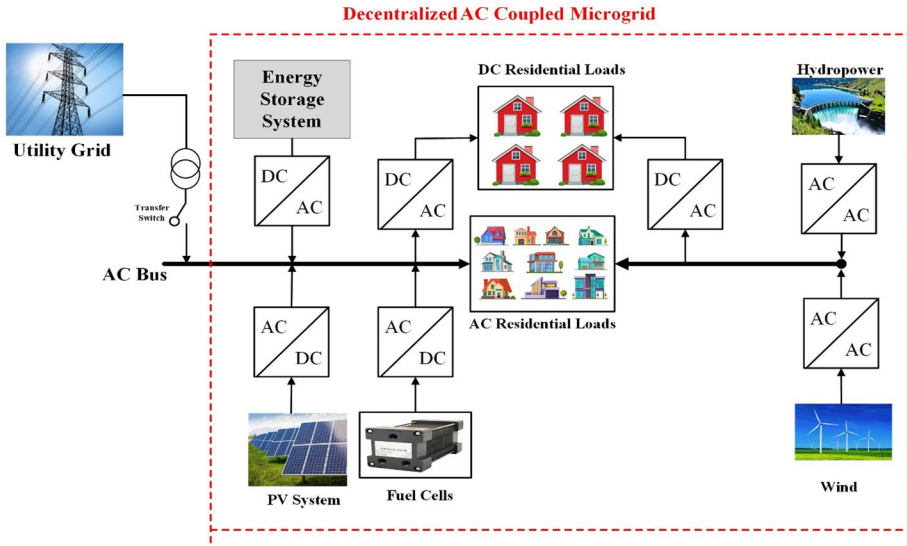 Decentralized AC Coupled Microgrid
Utility Grid
Transfer
Switch
AC Bus
Energy
Storage
System
DC
AC
DC
AC
DC Residential Loads
DC
AC
Hydropower
AC
AC
AC Residential Loads
AC
DC
AC
DC
AC
AC
PV System
Fuel Cells
Wind